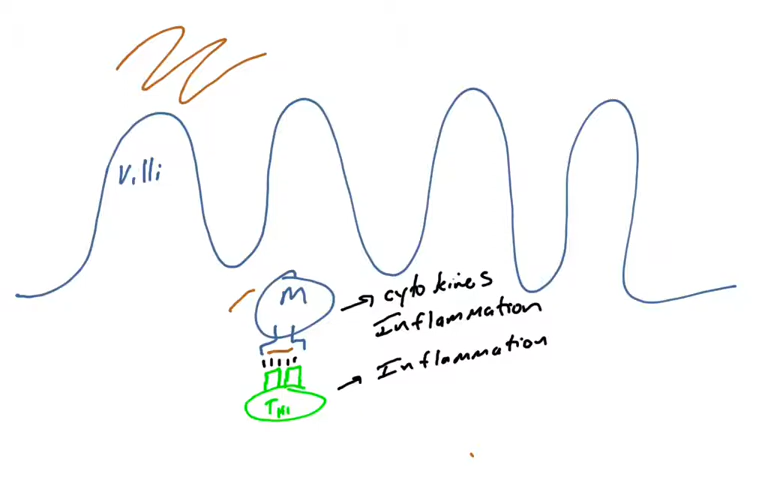 Villi
M
cytokines
Inflammation
Inflammation
TH1